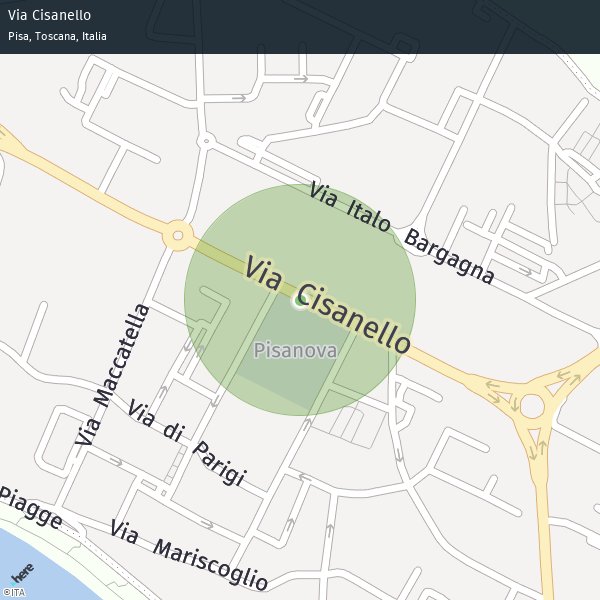 Via Cisanello
Pisa, Toscana, Italia
Via Italo Bargagna
Via Cisanello
Pisanova
Via Maccatella
Via di Parigi
Piagge
Via Mariscoglio
here
©ITA